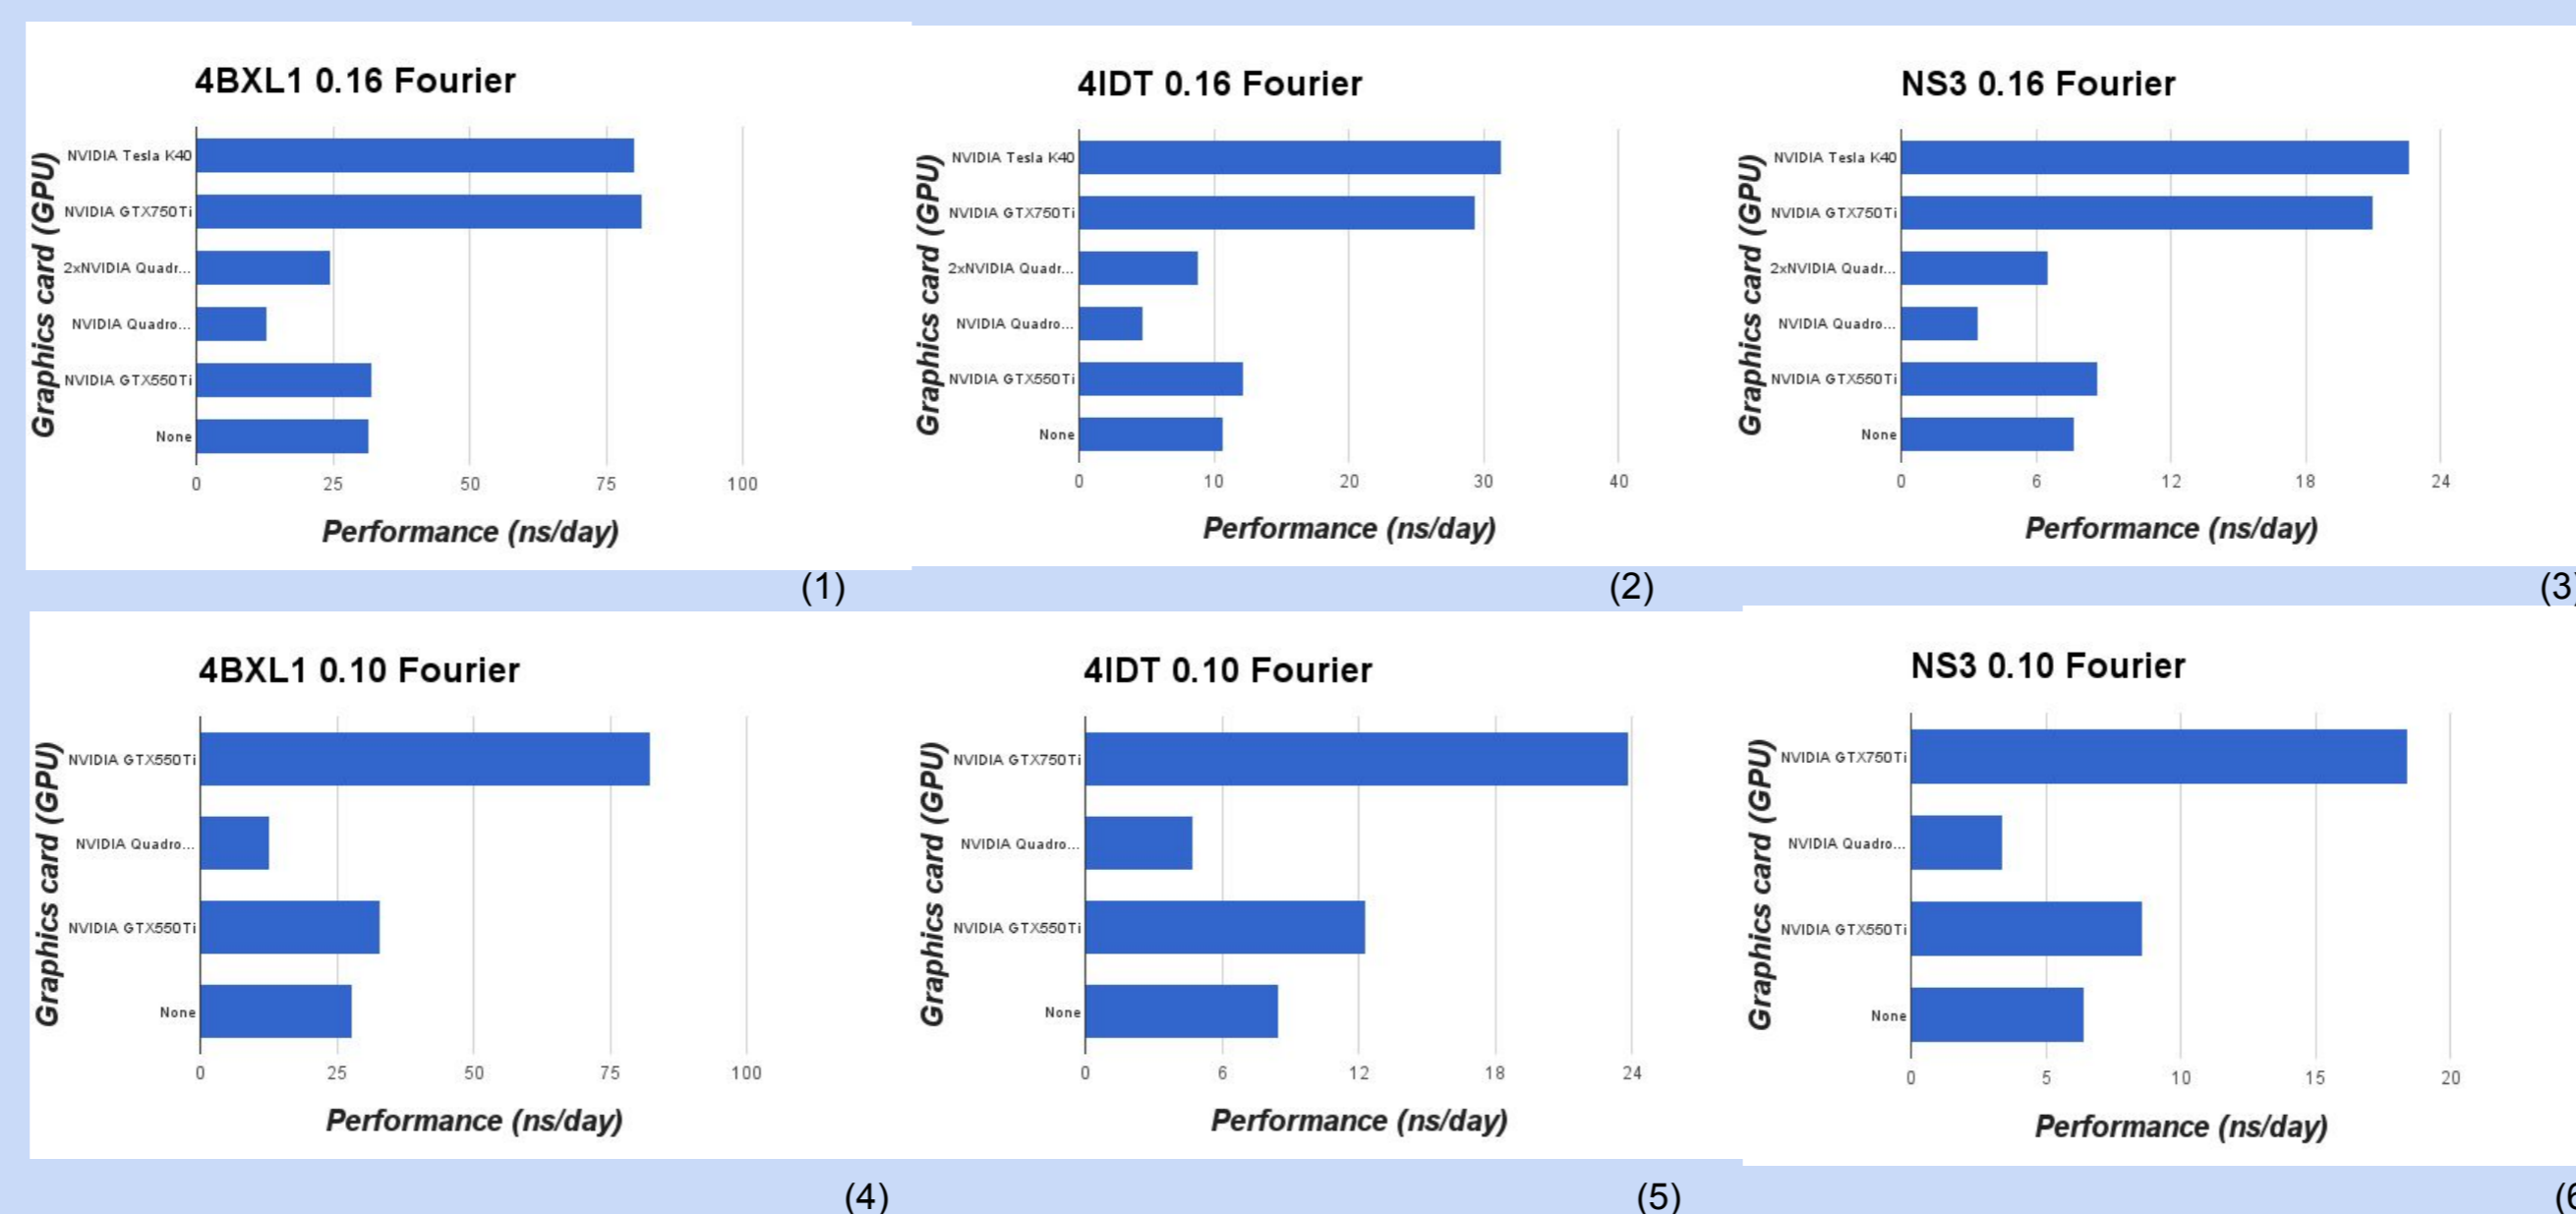 4BXL1 0.16 Fourier
Graphics card (GPU)
NVIDIA Tesla K40
NVIDIA GTX750Ti
2xNVIDIA Quadr...
NVIDIA Quadro...
NVIDIA GTX550Ti
None
0 25 50 75 100
Performance (ns/day)
(1)
4IDT 0.16 Fourier
Graphics card (GPU)
NVIDIA Tesla K40
NVIDIA GTX750Ti
2xNVIDIA Quadr...
NVIDIA Quadro...
NVIDIA GTX550Ti
None
0 10 20 30 40
Performance (ns/day)
(2)
NS3 0.16 Fourier
Graphics card (GPU)
NVIDIA Tesla K40
NVIDIA GTX750Ti
2xNVIDIA Quadr...
NVIDIA Quadro...
NVIDIA GTX550Ti
None
0 6 12 18 24
Performance (ns/day)
(3)
4BXL1 0.10 Fourier
Graphics card (GPU)
NVIDIA GTX550Ti
NVIDIA Quadro...
NVIDIA GTX550Ti
None
0 25 50 75 100
Performance (ns/day)
(4)
4IDT 0.10 Fourier
Graphics card (GPU)
NVIDIA GTX750Ti
NVIDIA Quadro...
NVIDIA GTX550Ti
None
0 6 12 18 24
Performance (ns/day)
(5)
NS3 0.10 Fourier
Graphics card (GPU)
NVIDIA GTX750Ti
NVIDIA Quadro...
NVIDIA GTX550Ti
None
0 5 10 15 20
Performance (ns/day)
(6